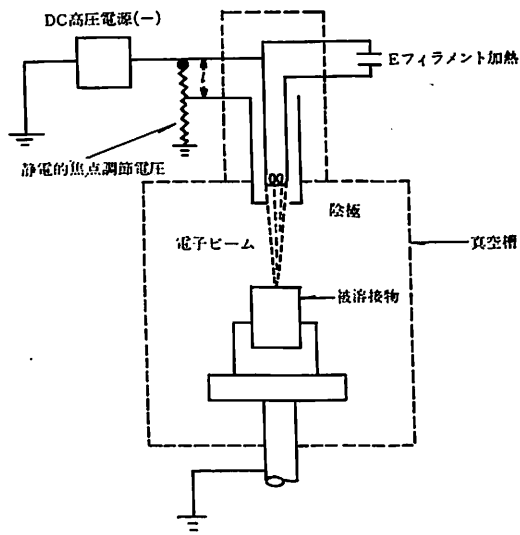 DC高圧電源(-)
Eフィラメント加熱
静電的焦点調節電圧
陰極
電子ビーム
真空槽
被溶接物